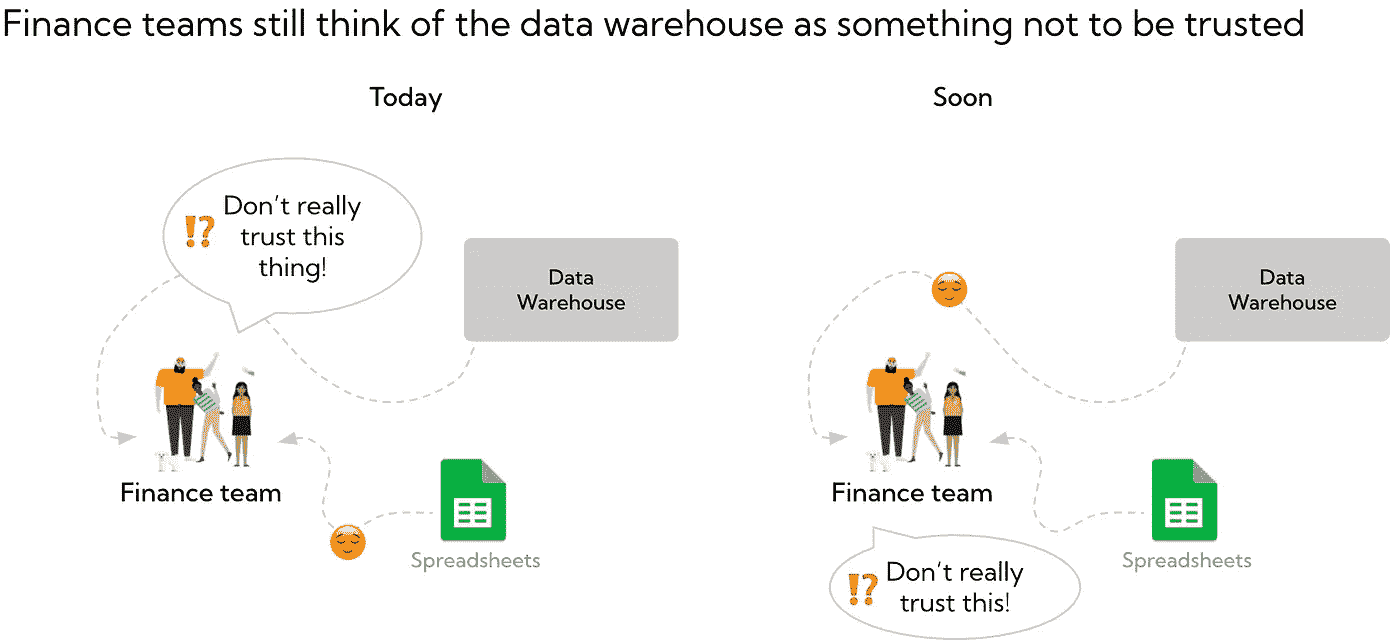 Finance teams still think of the data warehouse as something not to be trusted
Today
Soon
⁉ Don’t really
trust this
thing!
Data
Warehouse
Finance team
Spreadsheets
Data
Warehouse
Finance team
Spreadsheets
⁉ Don’t really
trust this!